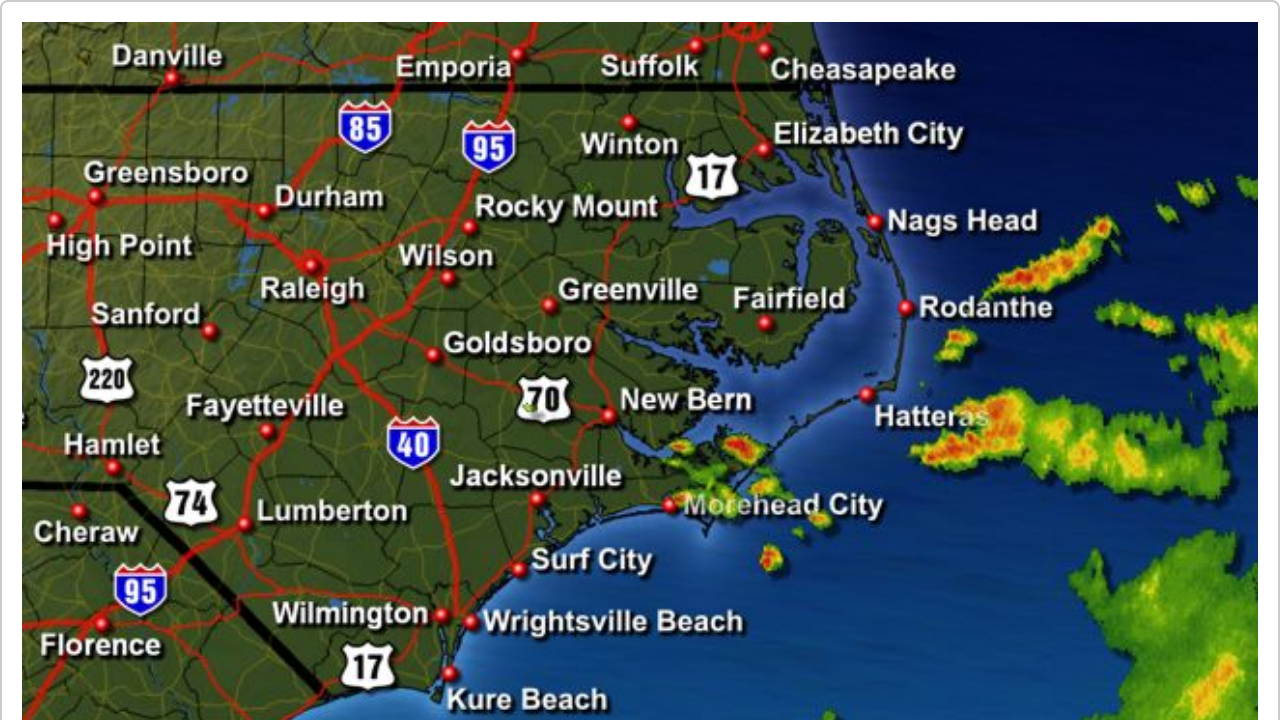 Danville
Emporia
Suffolk
Cheasapeake
85
95
Winton
Elizabeth City
17
Greensboro
Durham
Rocky Mount
Nags Head
High Point
Wilson
Raleigh
Greenville
Fairfield
Rodanthe
Sanford
Goldsboro
220
70
New Bern
Fayetteville
Hatteras
40
Hamlet
Jacksonville
74
Lumberton
Morehead City
Cheraw
Surf City
95
Wilmington
Wrightsville Beach
Florence
17
Kure Beach